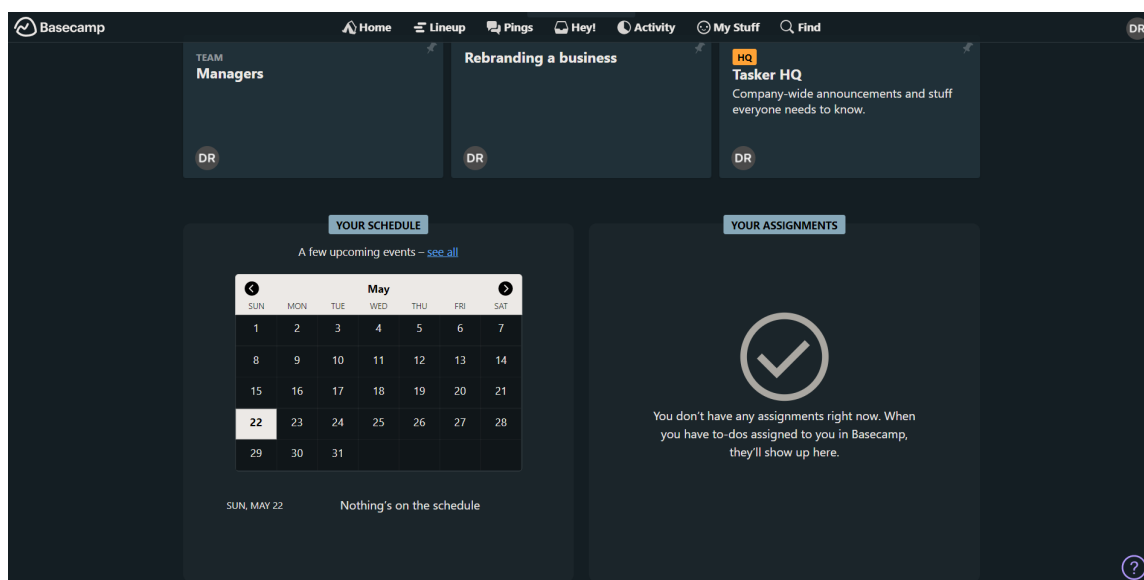 Basecamp
Home Lineup Pings Hey! Activity My Stuff Find
DR
TEAM
Managers
DR
Rebranding a business
DR
HQ
Tasker HQ
Company-wide announcements and stuff
everyone needs to know.
DR
YOUR SCHEDULE
A few upcoming events – see all
May
SUN MON TUE WED THU FRI SAT
1 2 3 4 5 6 7
8 9 10 11 12 13 14
15 16 17 18 19 20 21
22 23 24 25 26 27 28
29 30 31
SUN, MAY 22 Nothing's on the schedule
YOUR ASSIGNMENTS
You don't have any assignments right now. When
you have to-dos assigned to you in Basecamp,
they'll show up here.
?